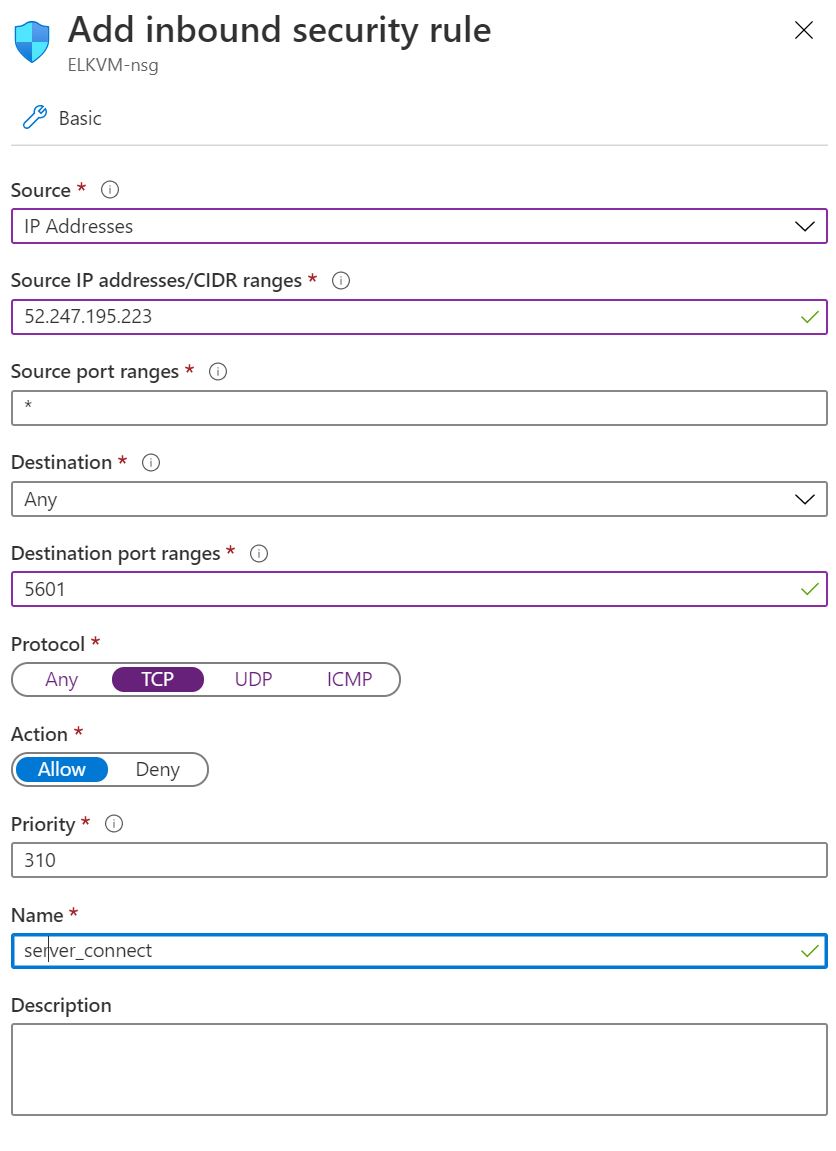 Add inbound security rule
ELKVM-nsg
Basic
Source *
IP Addresses
Source IP addresses/CIDR ranges *
52.247.195.223
Source port ranges *
*
Destination *
Any
Destination port ranges *
5601
Protocol *
Any TCP UDP ICMP
Action *
Allow Deny
Priority *
310
Name *
server_connect
Description